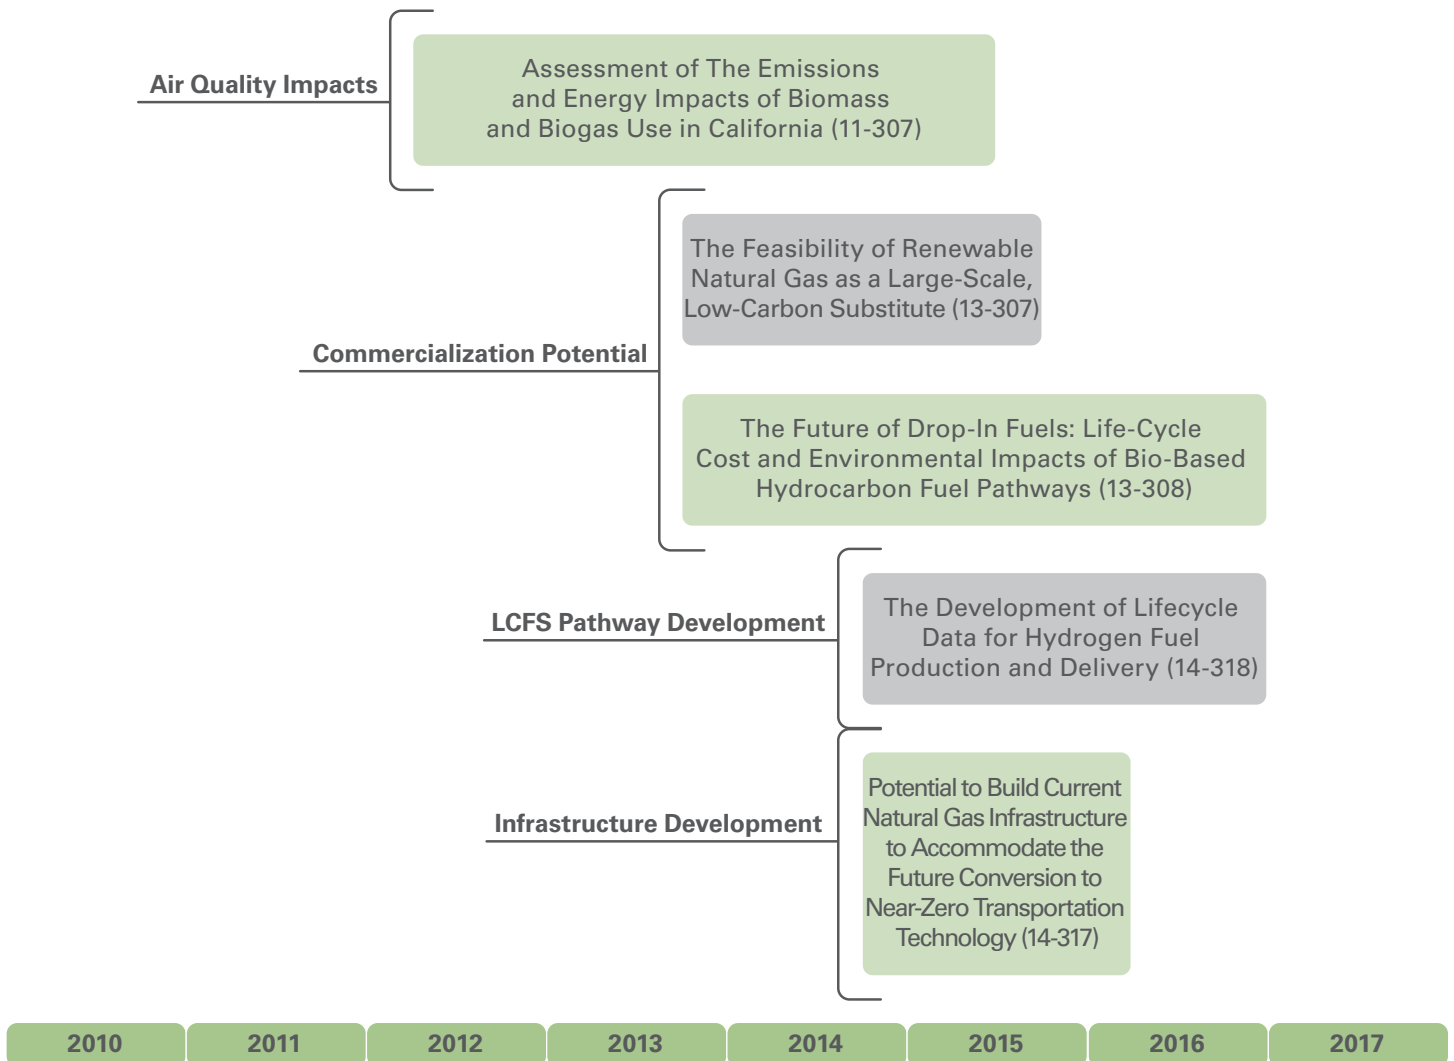 Air Quality Impacts
Assessment of The Emissions
and Energy Impacts of Biomass
and Biogas Use in California (11-307)
Commercialization Potential
The Feasibility of Renewable
Natural Gas as a Large-Scale,
Low-Carbon Substitute (13-307)
The Future of Drop-In Fuels: Life-Cycle
Cost and Environmental Impacts of Bio-Based
Hydrocarbon Fuel Pathways (13-308)
LCFS Pathway Development
The Development of Lifecycle
Data for Hydrogen Fuel
Production and Delivery (14-318)
Infrastructure Development
Potential to Build Current
Natural Gas Infrastructure
to Accommodate the
Future Conversion to
Near-Zero Transportation
Technology (14-317)
2010 2011 2012 2013 2014 2015 2016 2017